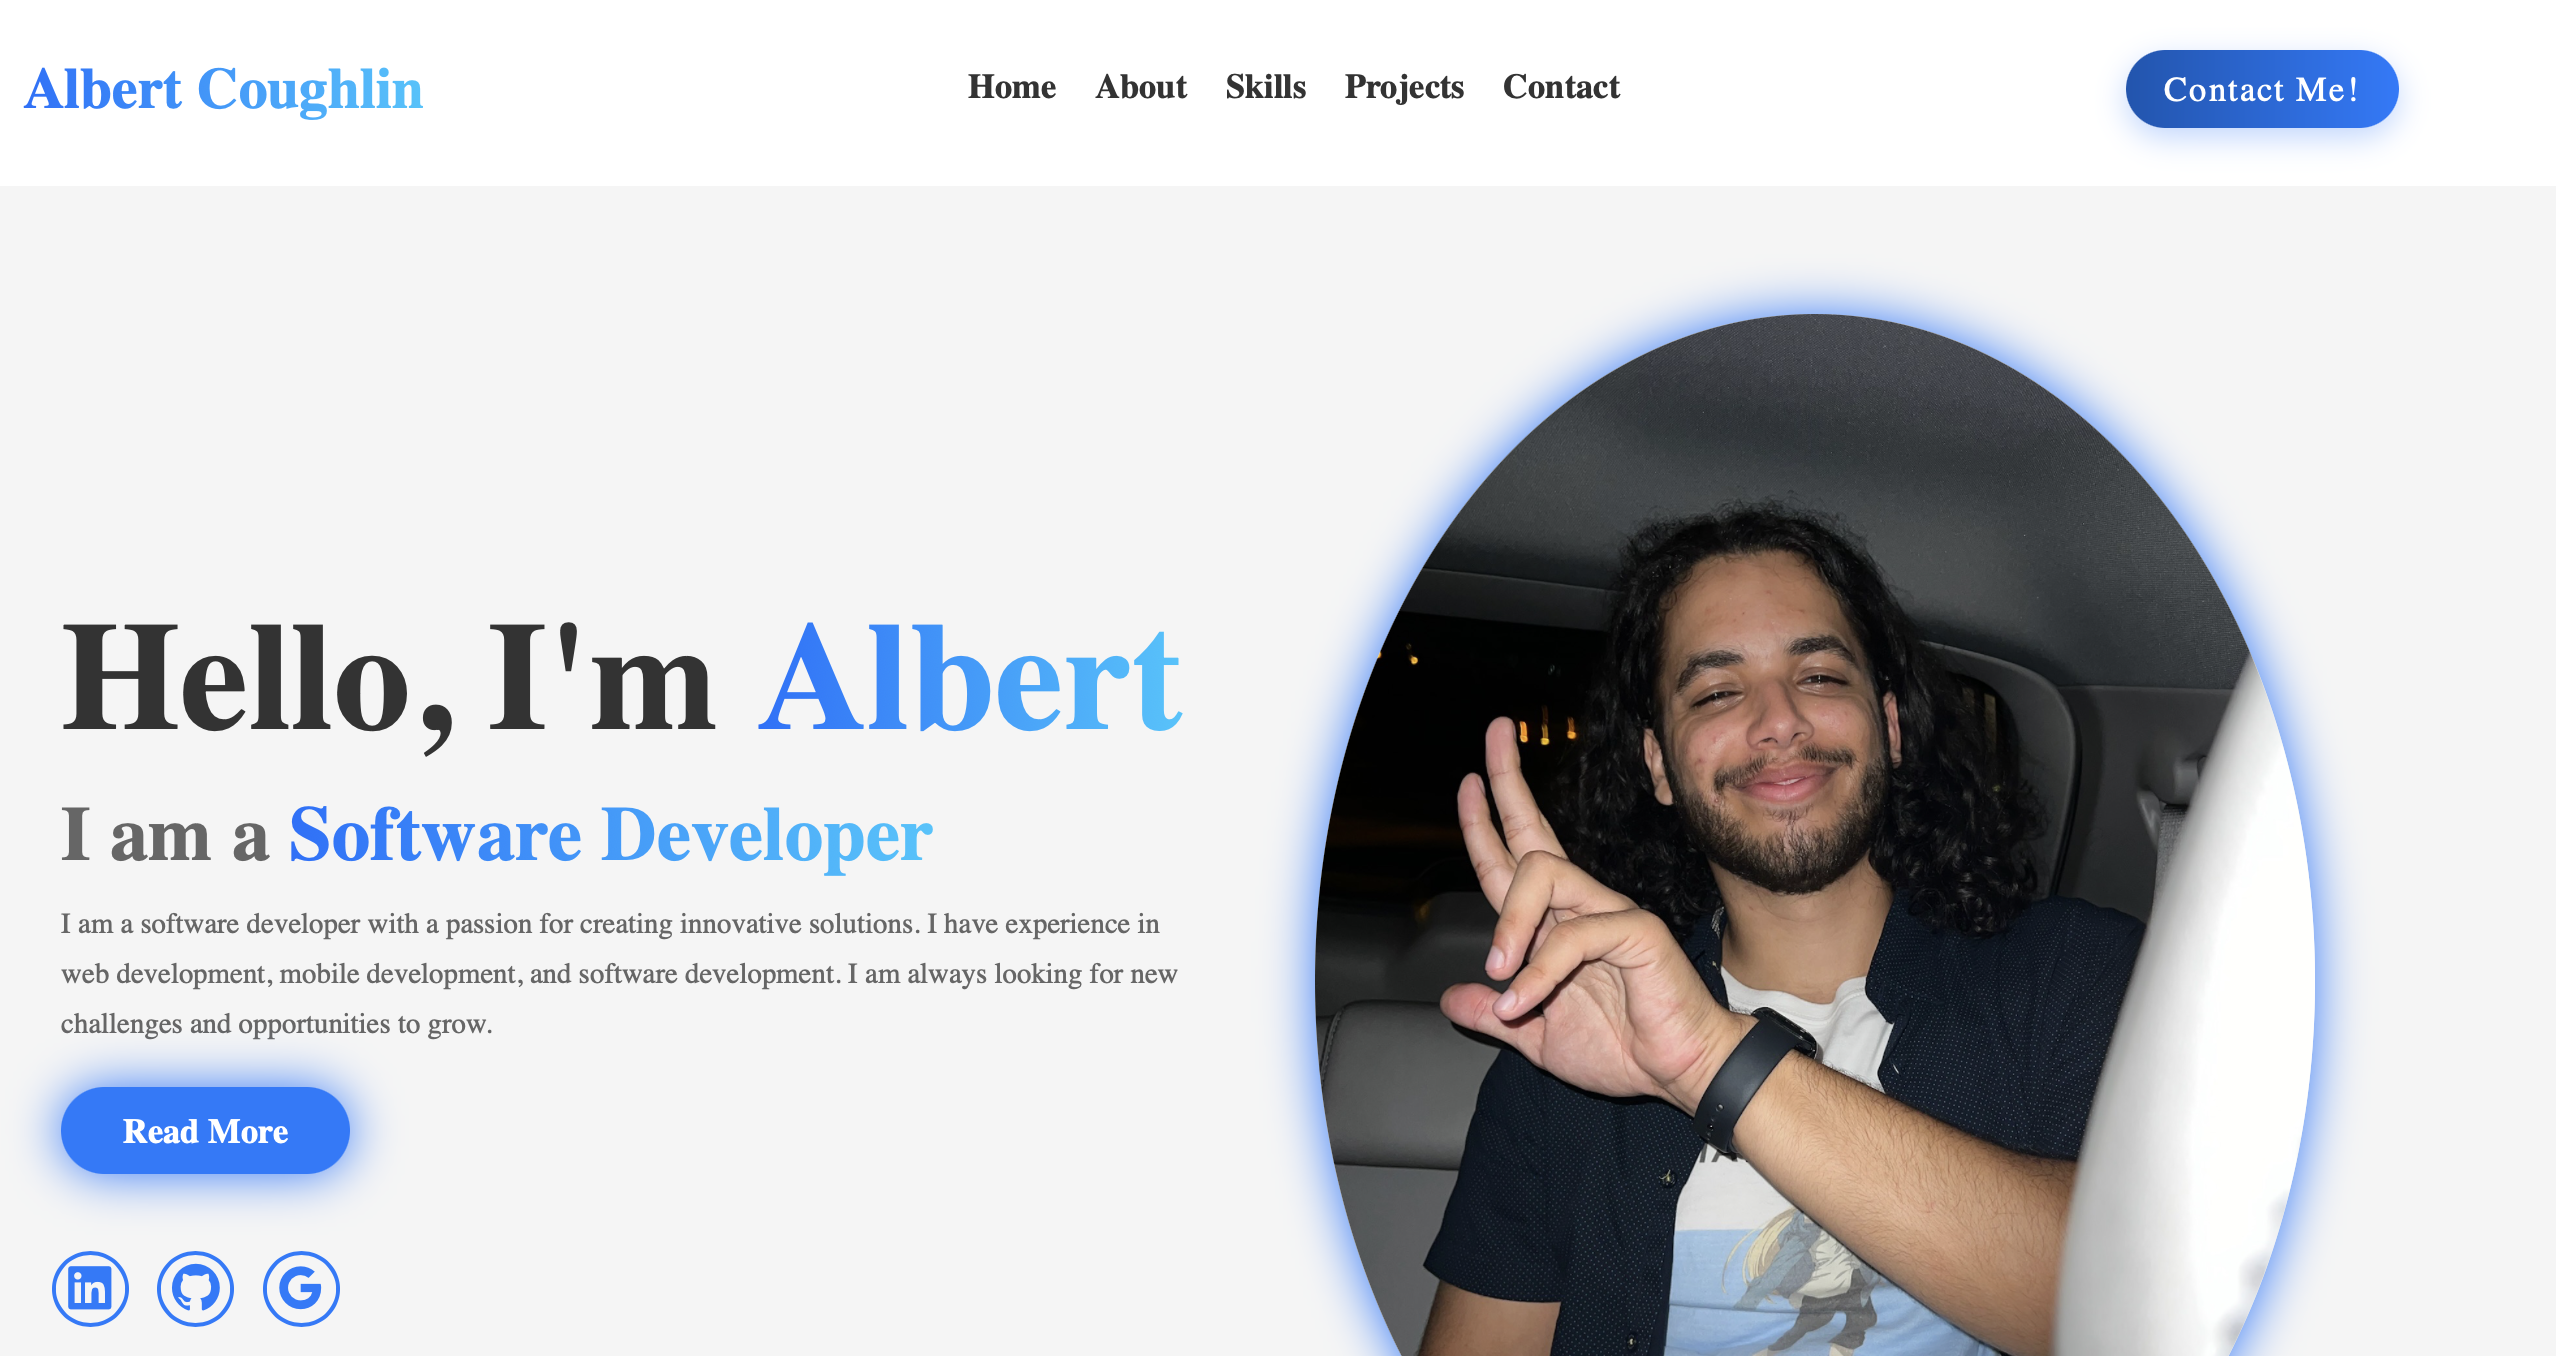 Albert Coughlin
Home About Skills Projects Contact
Contact Me!
Hello, I'm Albert
I am a Software Developer
I am a software developer with a passion for creating innovative solutions. I have experience in
web development, mobile development, and software development. I am always looking for new
challenges and opportunities to grow.
Read More
in
G